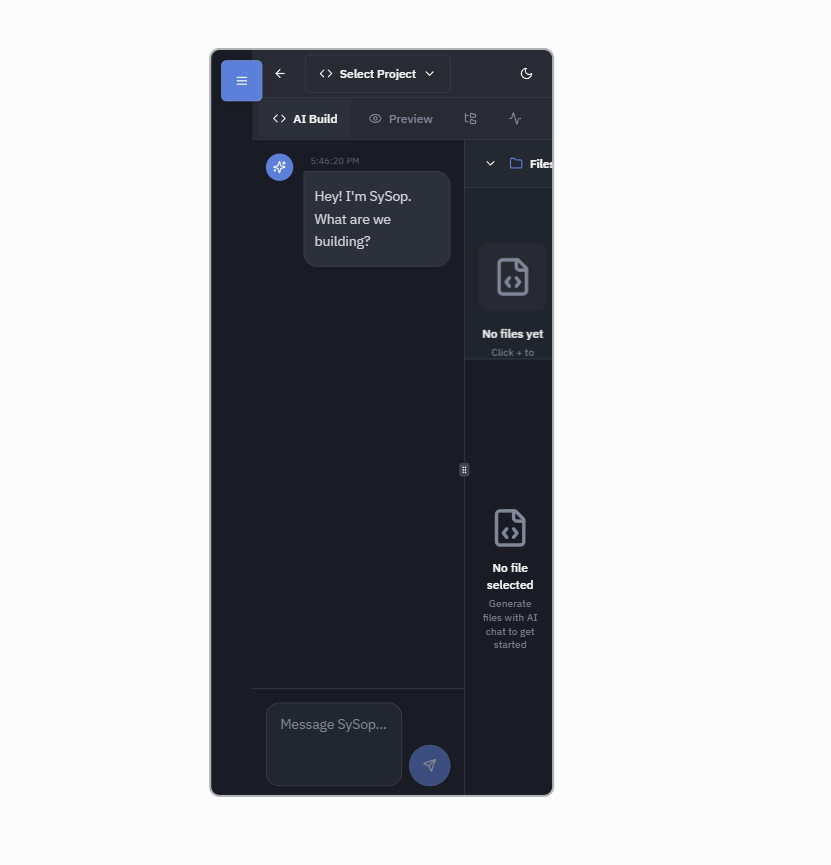 Select Project
AI Build
Preview
5:46:20 PM
Hey! I'm SySop.
What are we
building?
Files
No files yet
Click + to
No file
selected
Generate
files with AI
chat to get
started
Message SySop...